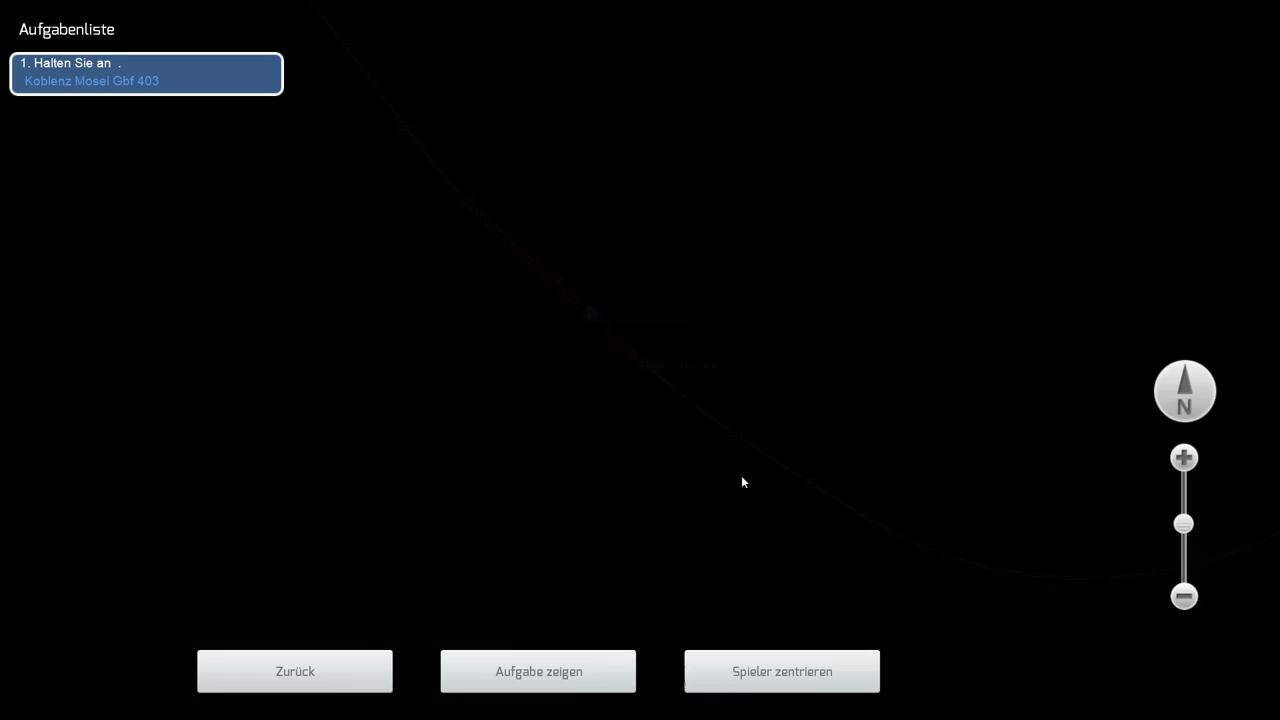 Aufgabenliste
1. Halten Sie an  .
Koblenz Mosel Gbf 403
N
Zurück
Aufgabe zeigen
Spieler zentrieren